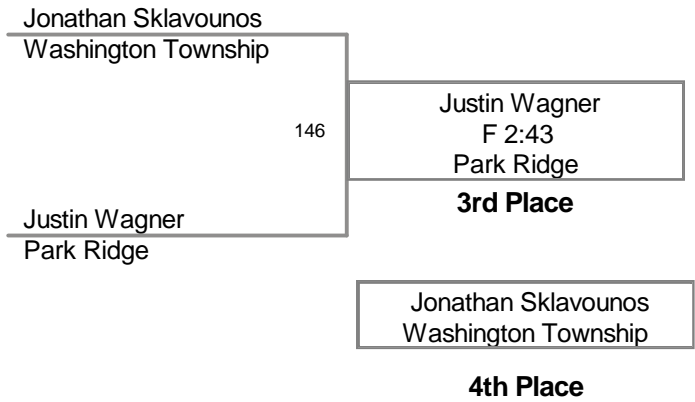 Jonathan Sklavounos
Washington Township
146
Justin Wagner
F 2:43
Park Ridge
3rd Place
Justin Wagner
Park Ridge
Jonathan Sklavounos
Washington Township
4th Place